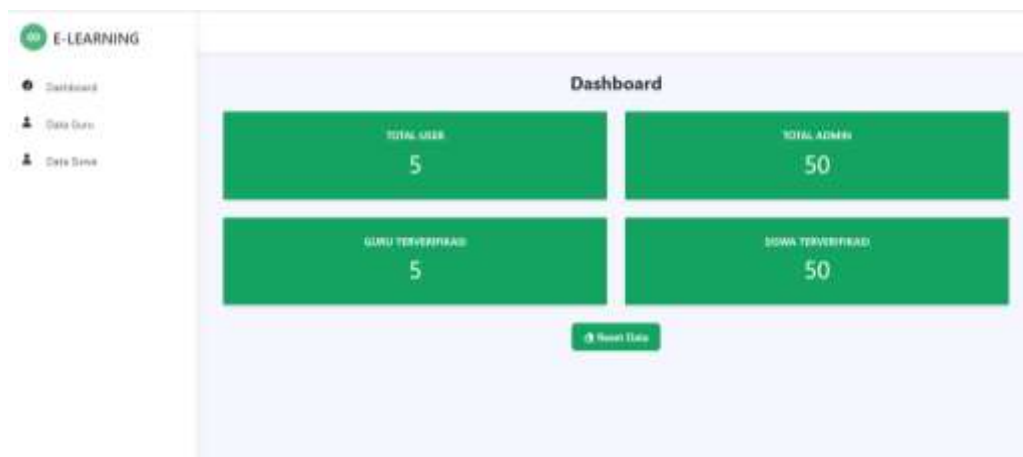 E-LEARNING
Dashboard
Data Guru
Data Siswa
Dashboard
TOTAL USER
5
TOTAL ADMIN
50
GURU TERVERIFIKASI
5
SISWA TERVERIFIKASI
50
Reset Data